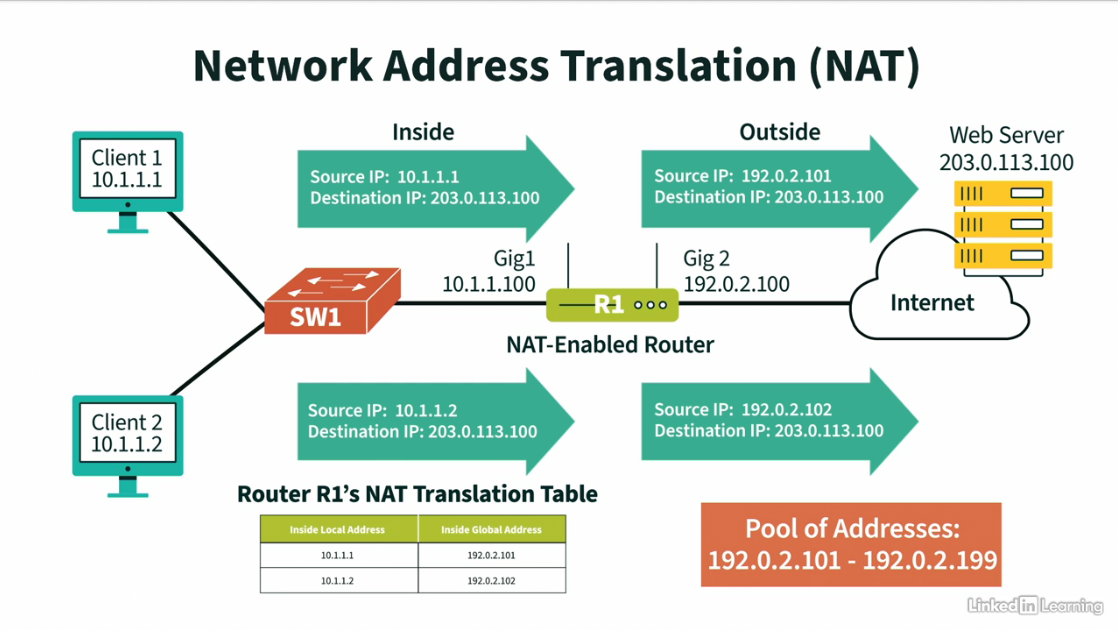 Network Address Translation (NAT)
Inside
Outside
Web Server
203.0.113.100
Client 1
10.1.1.1
Source IP: 10.1.1.1
Destination IP: 203.0.113.100
Source IP: 192.0.2.101
Destination IP: 203.0.113.100
Gig1
10.1.1.100
Gig 2
192.0.2.100
SW1
R1
Internet
NAT-Enabled Router
Client 2
10.1.1.2
Source IP: 10.1.1.2
Destination IP: 203.0.113.100
Source IP: 192.0.2.102
Destination IP: 203.0.113.100
Router R1’s NAT Translation Table
Inside Local Address Inside Global Address
10.1.1.1 192.0.2.101
10.1.1.2 192.0.2.102
Pool of Addresses:
192.0.2.101 - 192.0.2.199
Linked in Learning